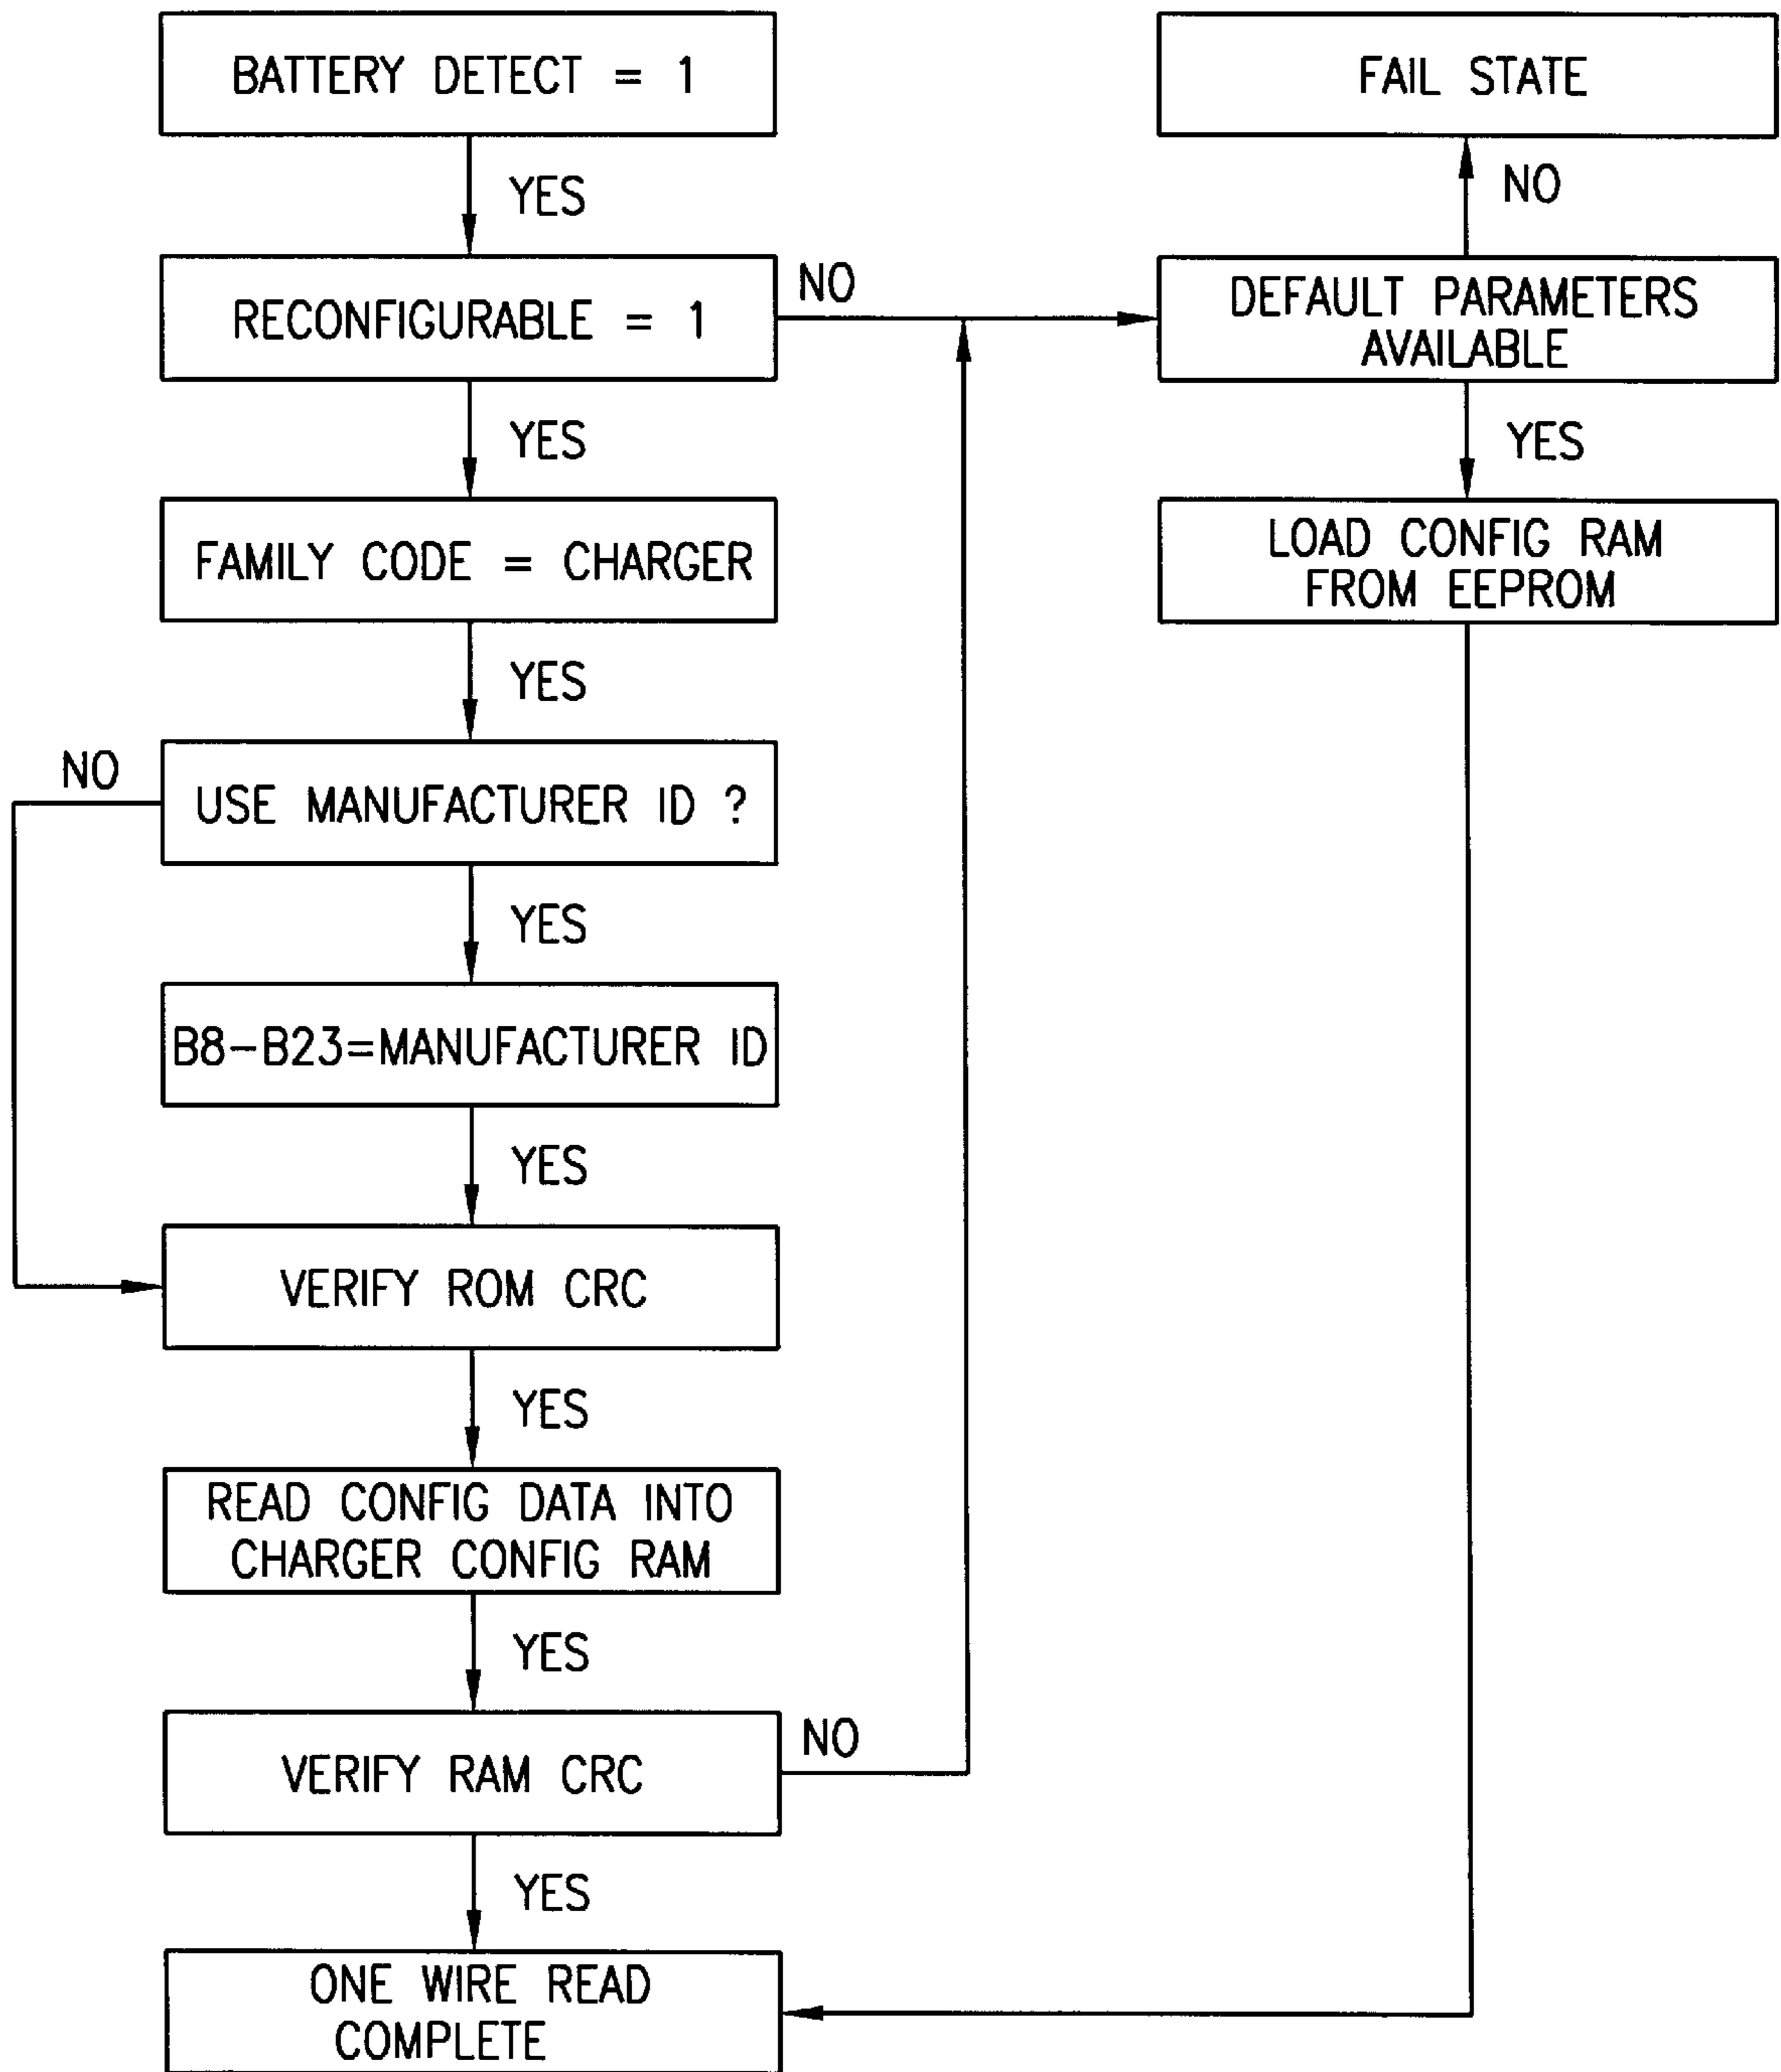 BATTERY DETECT = 1
FAIL STATE
YES
NO
RECONFIGURABLE = 1
NO
DEFAULT PARAMETERS
AVAILABLE
YES
YES
FAMILY CODE = CHARGER
LOAD CONFIG RAM
FROM EEPROM
YES
NO
USE MANUFACTURER ID ?
YES
B8-B23=MANUFACTURER ID
YES
VERIFY ROM CRC
YES
READ CONFIG DATA INTO
CHARGER CONFIG RAM
YES
VERIFY RAM CRC
NO
YES
ONE WIRE READ
COMPLETE